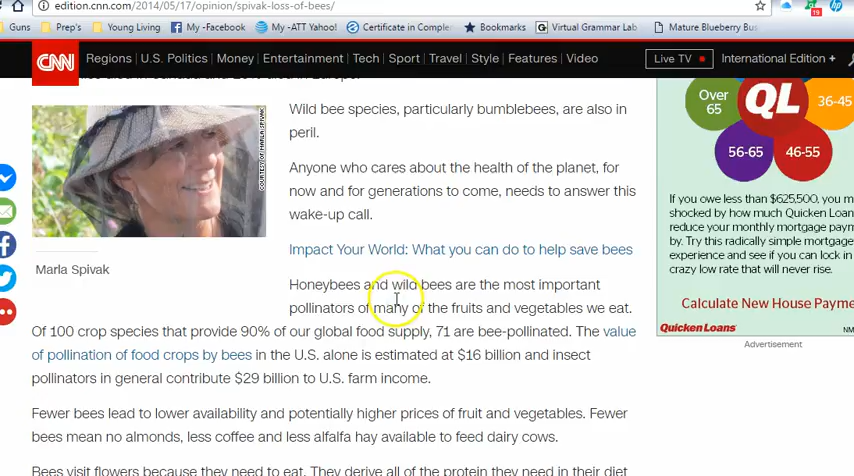 edition.cnn.com/2014/05/17/opinion/spivak-loss-of-bees/
Guns Prep's Young Living My -Facebook My -ATT Yahoo! Certificate in Comple Bookmarks Virtual Grammar Lab Mature Blueberry Bus
19
hp
CNN Regions U.S. Politics Money Entertainment Tech Sport Travel Style Features Video Live TV International Edition +
Wild bee species, particularly bumblebees, are also in
peril.
Anyone who cares about the health of the planet, for
now and for generations to come, needs to answer this
wake-up call.
COURTESY OF MARLA SPIVAK
Marla Spivak
Impact Your World: What you can do to help save bees
Honeybees and wild bees are the most important
pollinators of many of the fruits and vegetables we eat.
Of 100 crop species that provide 90% of our global food supply, 71 are bee-pollinated. The value
of pollination of food crops by bees in the U.S. alone is estimated at $16 billion and insect
pollinators in general contribute $29 billion to U.S. farm income.
Fewer bees lead to lower availability and potentially higher prices of fruit and vegetables. Fewer
bees mean no almonds, less coffee and less alfalfa hay available to feed dairy cows.
Bees visit flowers because they need to eat. They derive all of the protein they need in their diet
Over
65
QL
36-45
56-65
46-55
If you owe less than $625,500, you m
shocked by how much Quicken Loans
reduce your monthly mortgage paym
by. Try this radically simple mortgage
experience and see if you can lock in
crazy low rate that will never rise.
Calculate New House Payme
Quicken Loans
NM
Advertisement